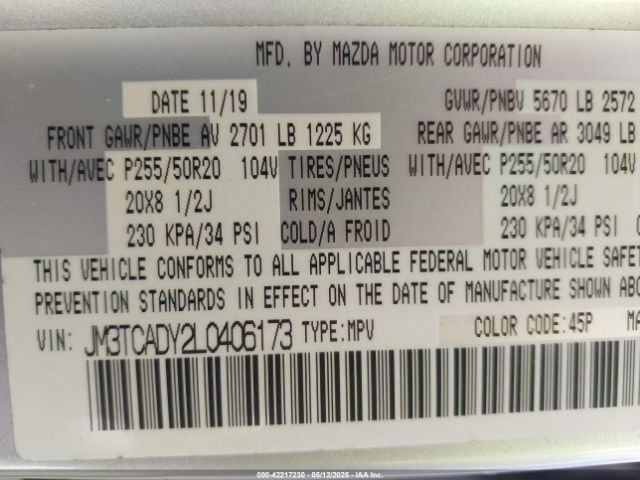 MFD. BY MAZDA MOTOR CORPORATION
DATE 11/19 GVWR/PNBV 5670 LB 2572
FRONT GAWR/PNBE AV 2701 LB 1225 KG REAR GAWR/PNBE AR 3049 LB
WITH/AVEC P255/50R20 104V TIRES/PNEUS WITH/AVEC P255/50R20 104V
20X8 1/2J RIMS/JANTES 20X8 1/2J
230 KPA/34 PSI COLD/A FROID 230 KPA/34 PSI
THIS VEHICLE CONFORMS TO ALL APPLICABLE FEDERAL MOTOR VEHICLE SAFET
PREVENTION STANDARDS IN EFFECT ON THE DATE OF MANUFACTURE SHOWN ABO
VIN: JM3TCADY2L0406173 TYPE:MPV COLOR CODE:45P MA
000-42217230 - 05/12/2025 - IAA Inc.